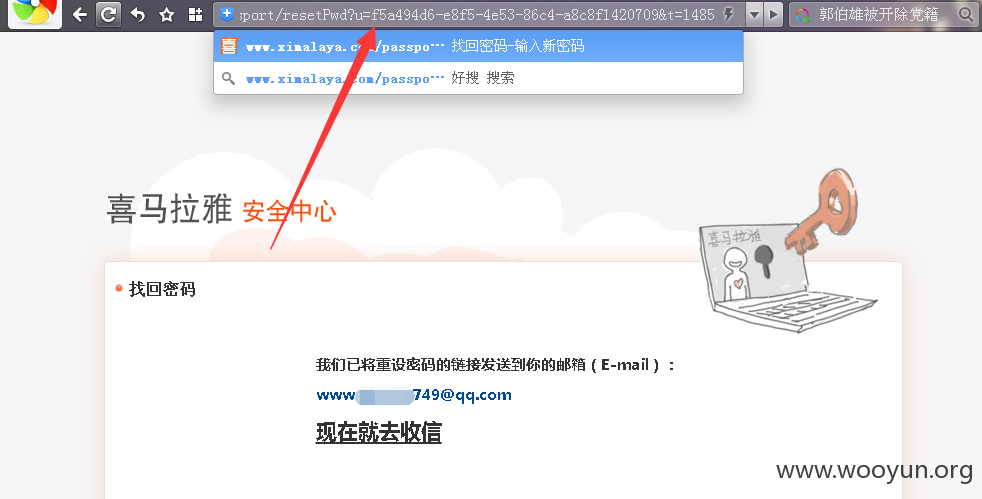 sport/resetPwd?u=f5a494d6-e8f5-4e53-86c4-a8c8f1420709&t=1485
郭伯雄被开除党籍
www.ximalaya.com/passpo… 找回密码-输入新密码
www.ximalaya.com/passpo… 好搜 搜索
喜马拉雅 安全中心
喜马拉雅
找回密码
我们已将重设密码的链接发送到你的邮箱（E-mail）：
www 749@qq.com
现在就去收信
www.wooyun.org